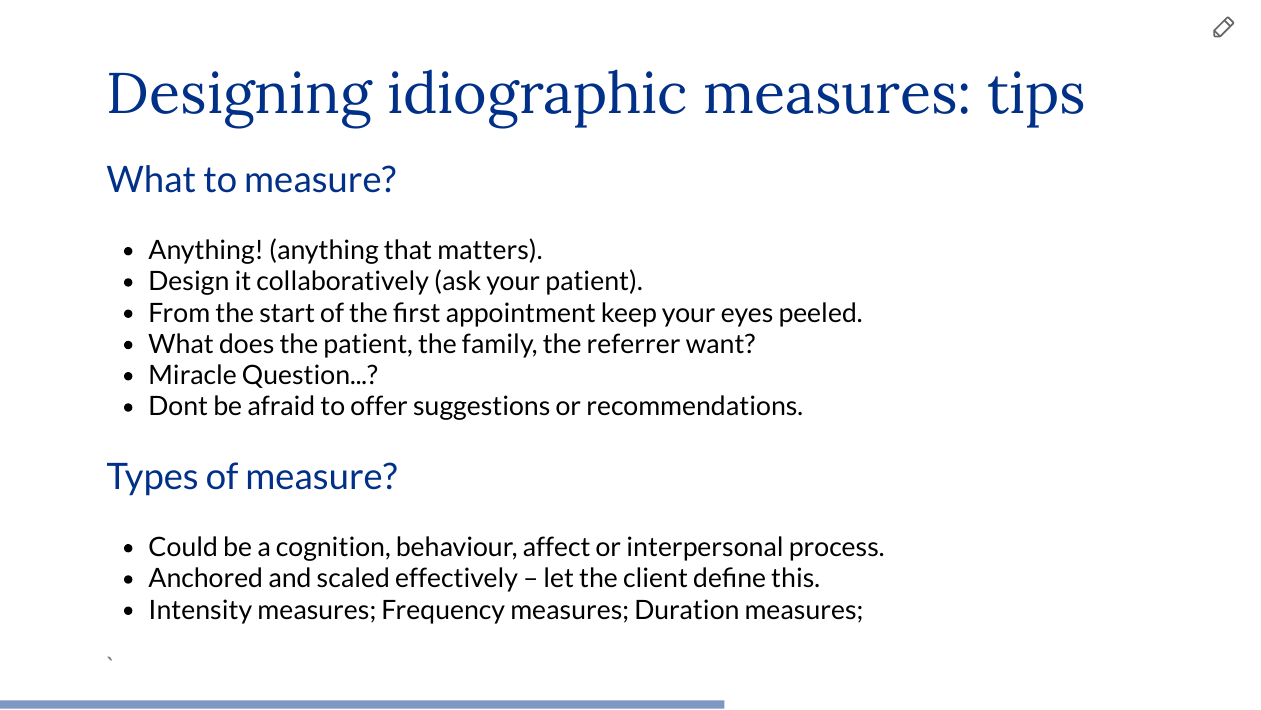 Designing idiographic measures: tips
What to measure?
• Anything! (anything that matters).
• Design it collaboratively (ask your patient).
• From the start of the first appointment keep your eyes peeled.
• What does the patient, the family, the referrer want?
• Miracle Question...?
• Dont be afraid to offer suggestions or recommendations.
Types of measure?
• Could be a cognition, behaviour, affect or interpersonal process.
• Anchored and scaled effectively – let the client define this.
• Intensity measures; Frequency measures; Duration measures;
`